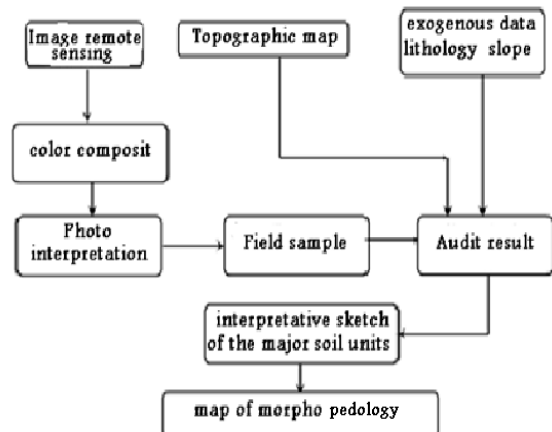 Image remote
sensing
Topographic map
exogenous data
lithology slope
color composit
Photo
interpretation
Field sample
Audit result
interpretative sketch
of the major soil units
map of morpho pedology